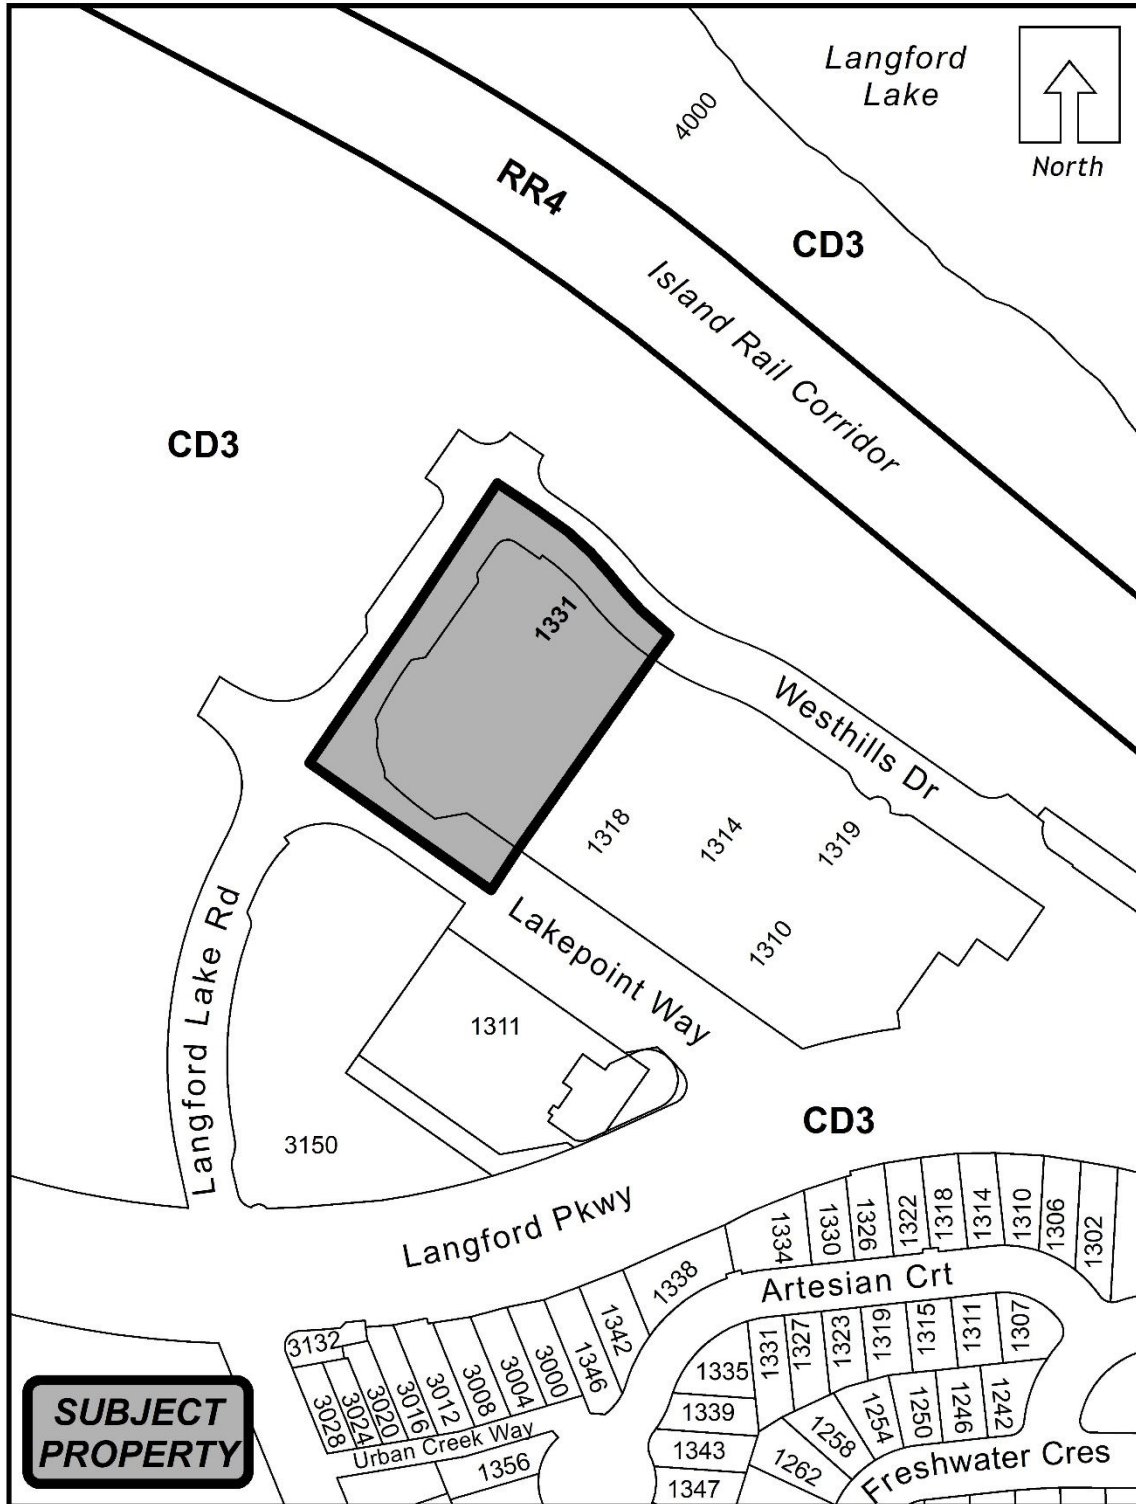 Langford
Lake
North
4000
RR4
CD3
Island Rail Corridor
CD3
1331
Westhills Dr
1318
1314
1319
1310
Lakepoint Way
Langford Lake Rd
1311
3150
CD3
Langford Pkwy
1334
1330
1326
1322
1318
1314
1310
1306
1302
1338
Artesian Crt
1342
1346
3000
3004
3008
3012
3016
3020
3024
3028
3132
1335
1331
1327
1323
1319
1315
1311
1307
1339
1343
1347
1262
1258
1254
1250
1246
1242
Urban Creek Way
1356
Freshwater Cres
SUBJECT
PROPERTY